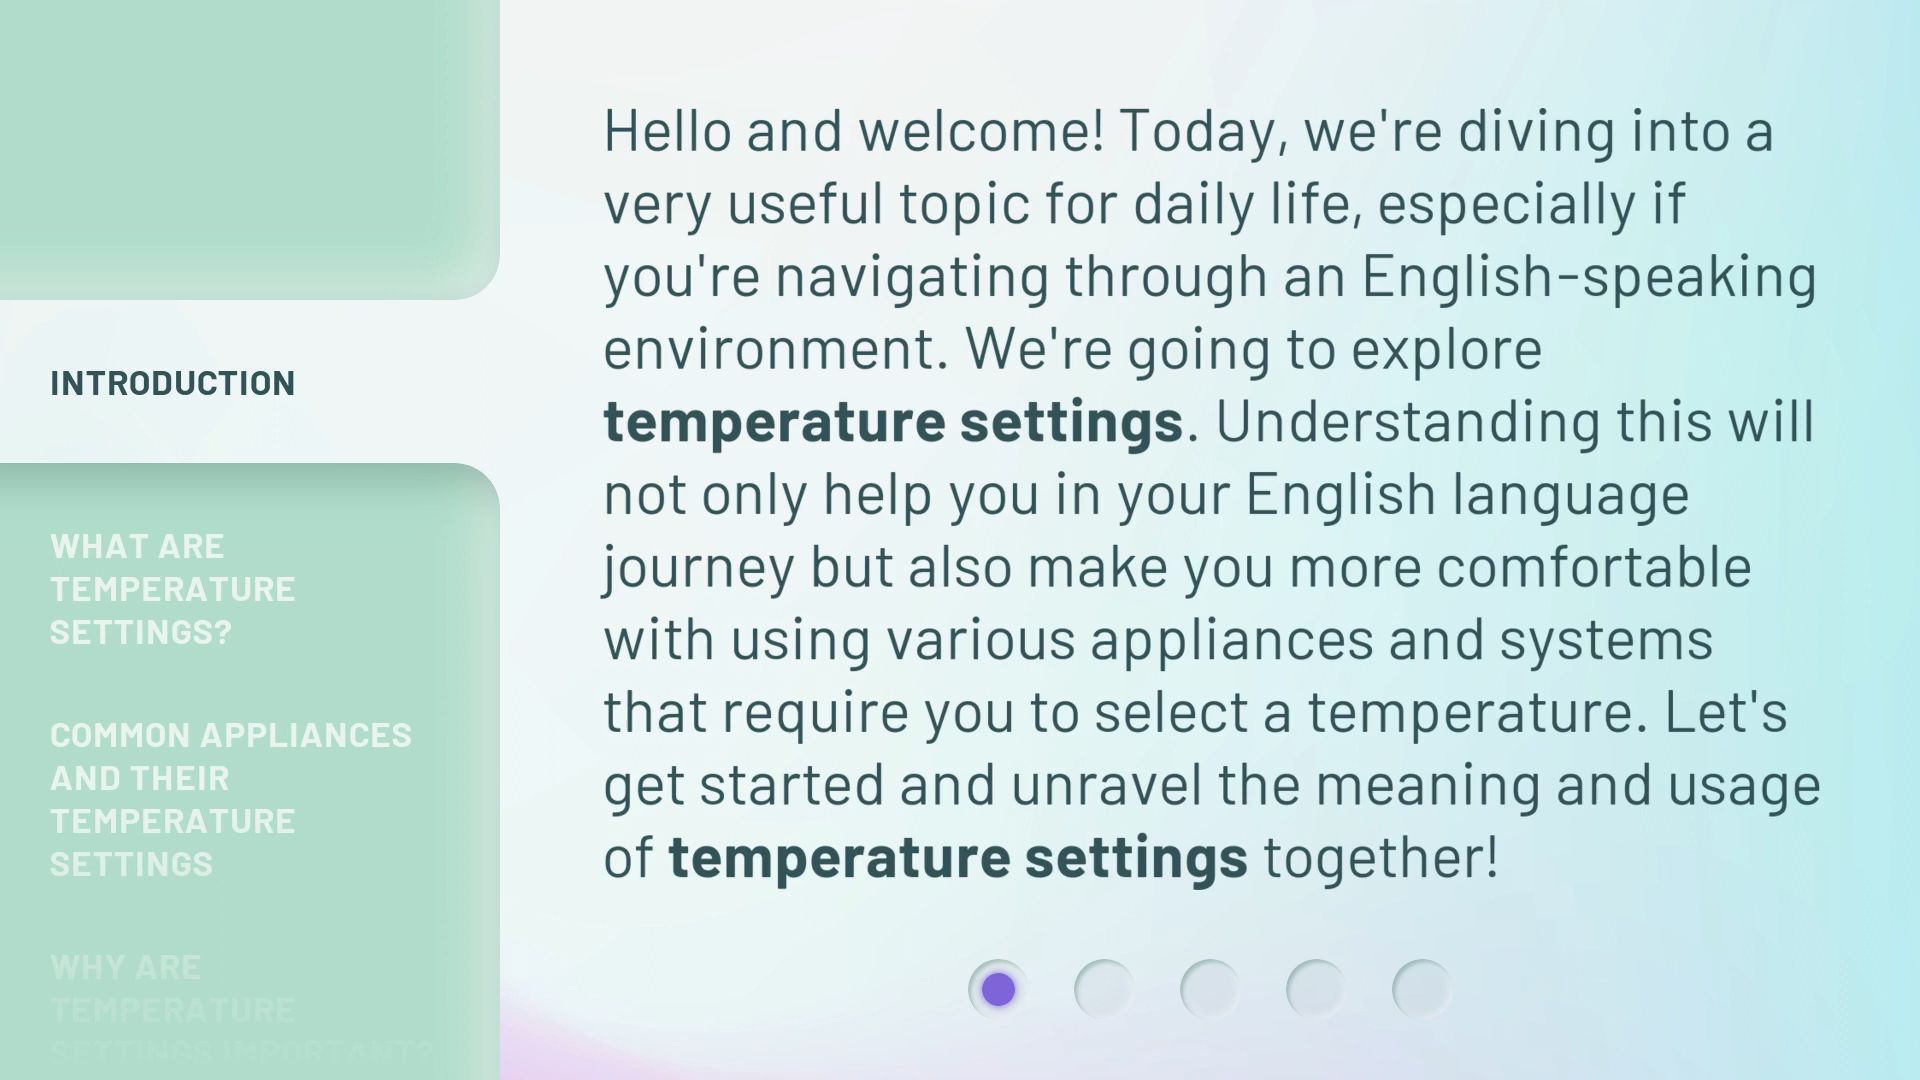 INTRODUCTION
WHAT ARE
TEMPERATURE
SETTINGS?
COMMON APPLIANCES
AND THEIR
TEMPERATURE
SETTINGS
WHY ARE
TEMPERATURE
SETTINGS IMPORTANT?
Hello and welcome! Today, we're diving into a
very useful topic for daily life, especially if
you're navigating through an English-speaking
environment. We're going to explore
temperature settings. Understanding this will
not only help you in your English language
journey but also make you more comfortable
with using various appliances and systems
that require you to select a temperature. Let's
get started and unravel the meaning and usage
of temperature settings together!